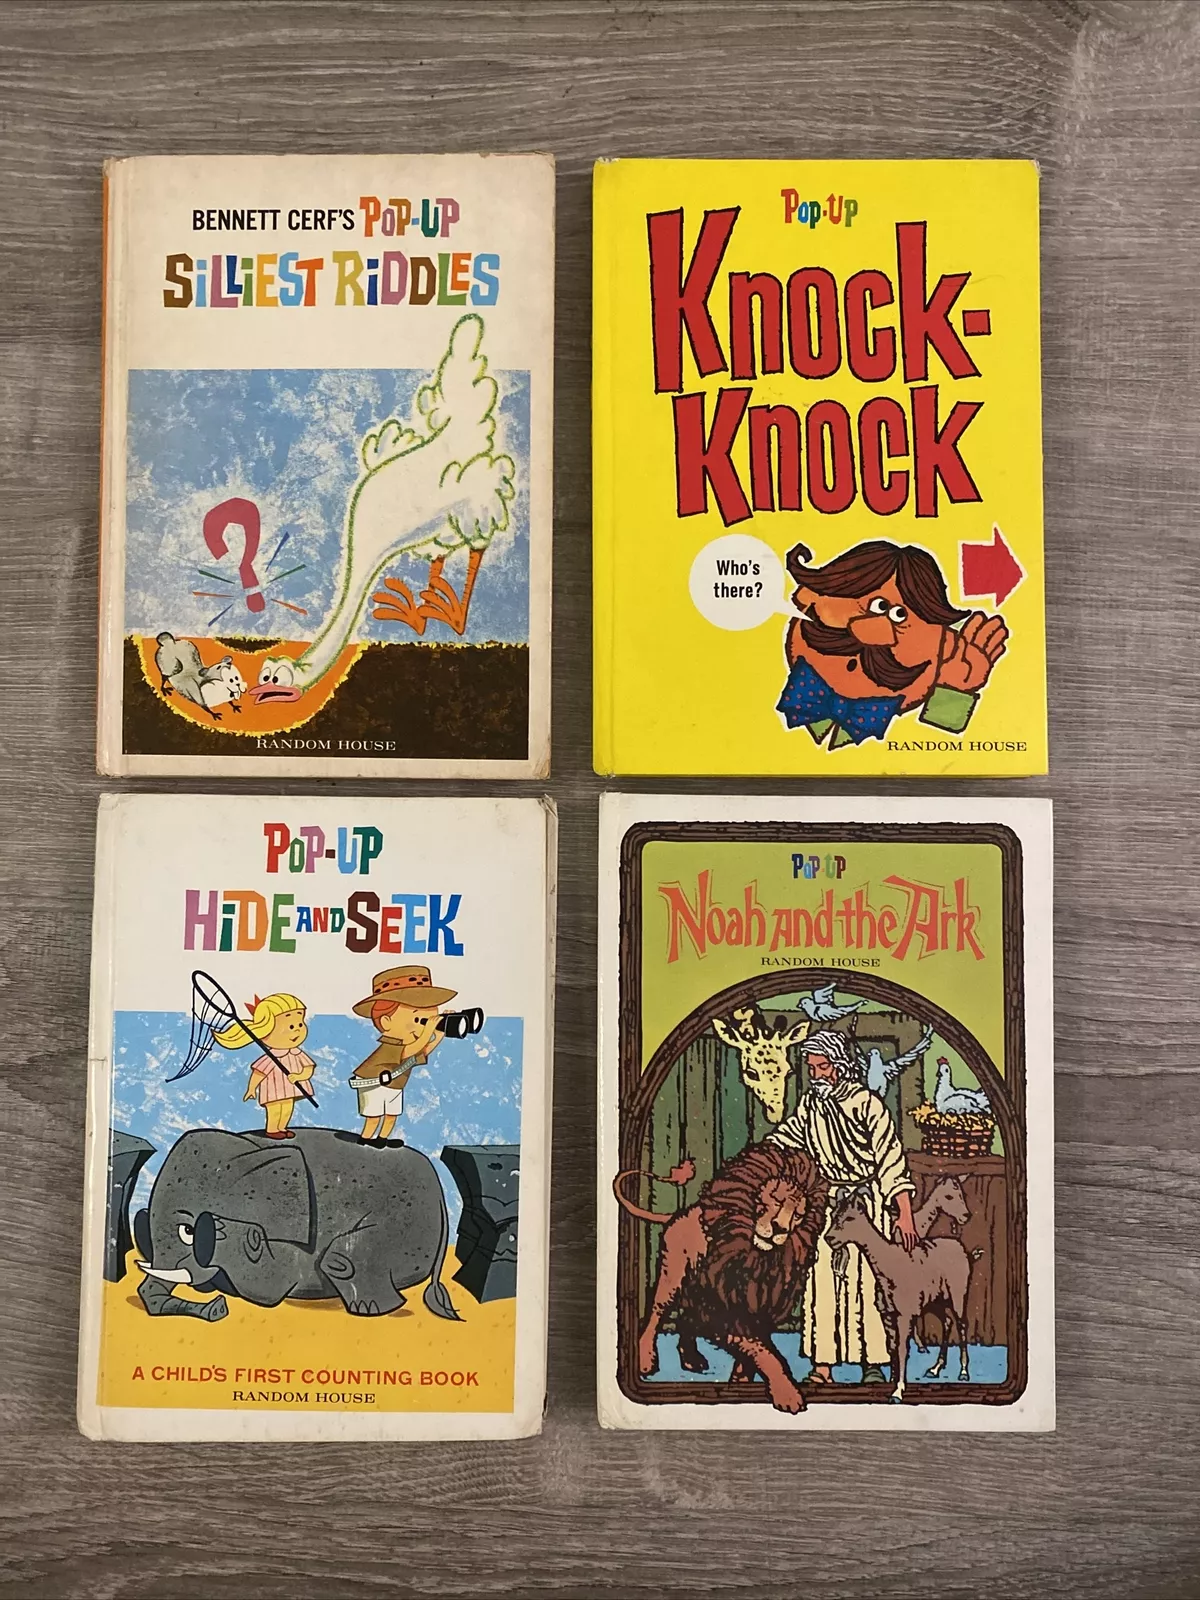 BENNETT CERF'S POP-UP
SILLIEST RIDDLES
?
RANDOM HOUSE
POP-UP
KNOCK-
KNOCK
Who's
there?
RANDOM HOUSE
POP-UP
HIDE AND SEEK
A CHILD'S FIRST COUNTING BOOK
RANDOM HOUSE
POP-UP
Noah and the Ark
RANDOM HOUSE